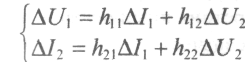 ΔU₁ = h₁₁ΔI₁ + h₁₂ΔU₂
ΔI₂ = h₂₁ΔI₁ + h₂₂ΔU₂